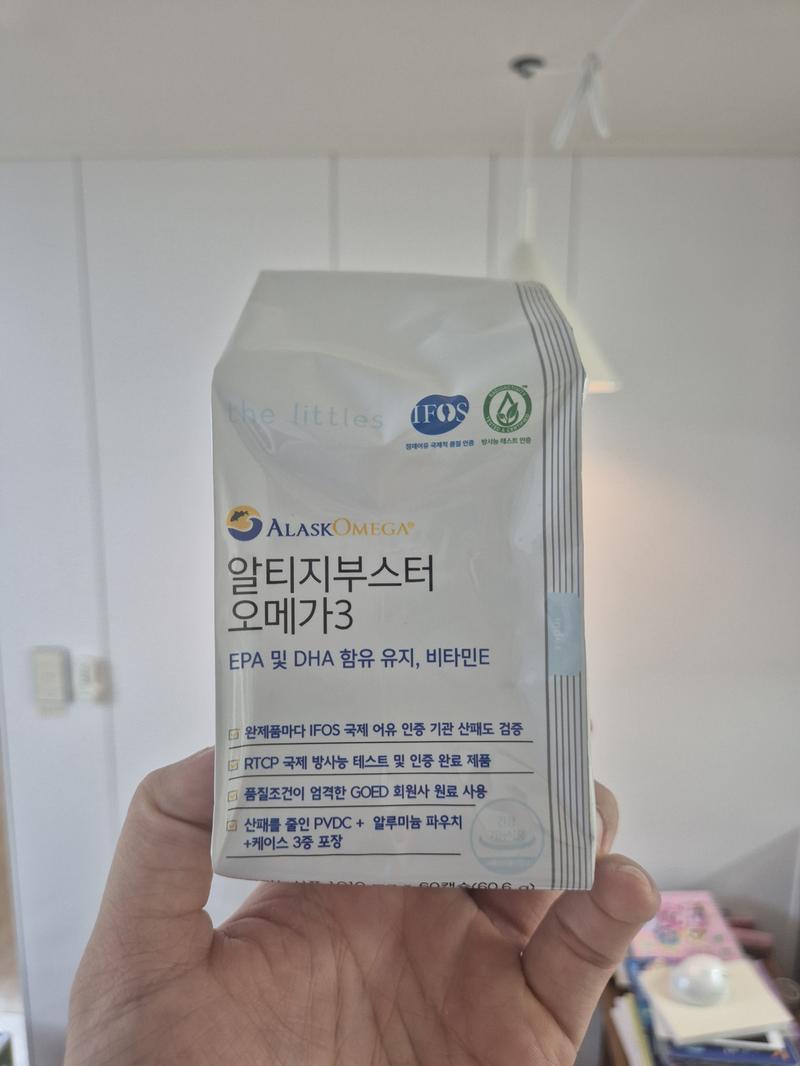 the littles
IFOS
정제어유 국제적 품질 인증
방사능 테스트 인증
ALASKOMEGA®
알티지부스터
오메가3
EPA 및 DHA 함유 유지, 비타민E
완제품마다 IFOS 국제 어유 인증 기관 산패도 검증
RTCP 국제 방사능 테스트 및 인증 완료 제품
품질조건이 엄격한 GOED 회원사 원료 사용
산패를 줄인 PVDC + 알루미늄 파우치
+케이스 3중 포장
60캡슐(60.6 g)